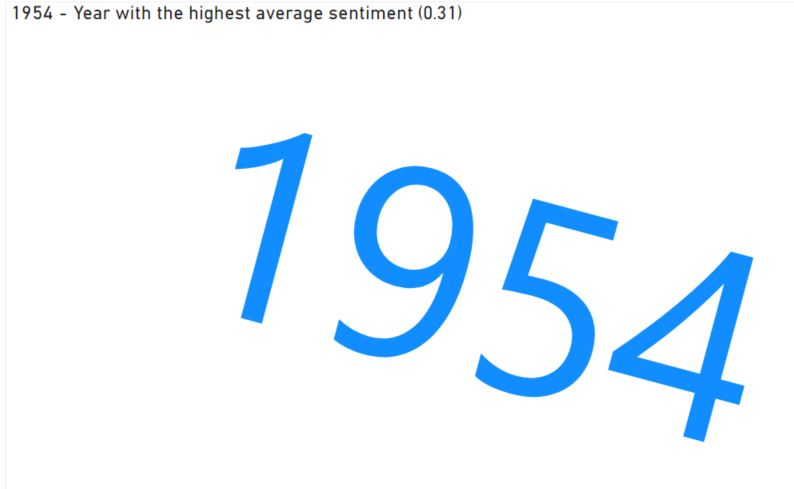 1954 - Year with the highest average sentiment (0.31)
1954